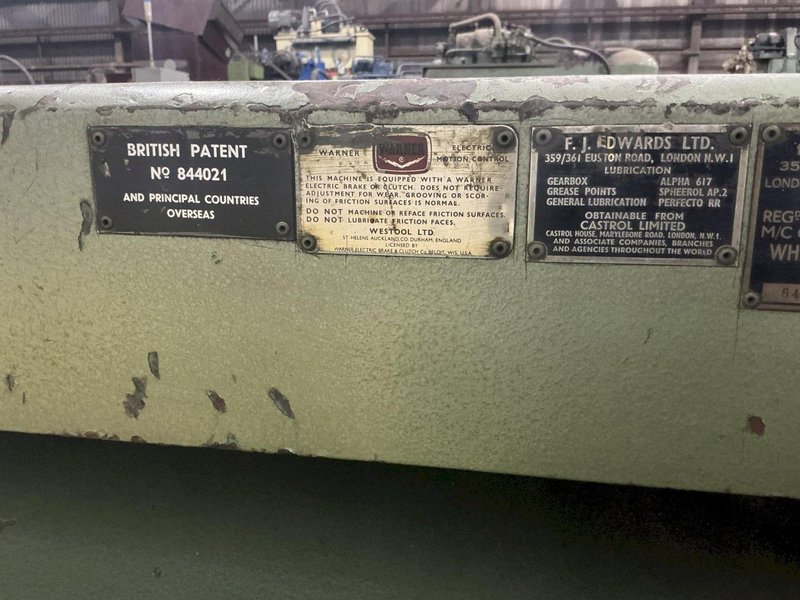 BRITISH PATENT
Nº 844021
AND PRINCIPAL COUNTRIES
OVERSEAS
WARNER WARNER ELECTRIC
MOTION CONTROL
THIS MACHINE IS EQUIPPED WITH A WARNER
ELECTRIC BRAKE OR CLUTCH. DOES NOT REQUIRE
ADJUSTMENT FOR WEAR. GROOVING OR SCOR-
ING OF FRICTION SURFACES IS NORMAL.
DO NOT MACHINE OR REFACE FRICTION SURFACES.
DO NOT LUBRICATE FRICTION FACES.
WESTOOL LTD.
ST HELENS AUCKLAND, CO. DURHAM, ENGLAND.
LICENSED BY
WARNER ELECTRIC BRAKE & CLUTCH Co. BELOIT, WIS, U.S.A.
F. J. EDWARDS LTD.
359/361 EUSTON ROAD, LONDON N.W.1
LUBRICATION
GEARBOX ALPHA 617
GREASE POINTS SPHEEROL AP.2
GENERAL LUBRICATION PERFECTO RR
OBTAINABLE FROM
CASTROL LIMITED
CASTROL HOUSE, MARYLEBONE ROAD, LONDON, N.W.1.
AND ASSOCIATE COMPANIES, BRANCHES
AND AGENCIES THROUGHOUT THE WORLD
35
LOND
REGᴰ
M/C
WH
84